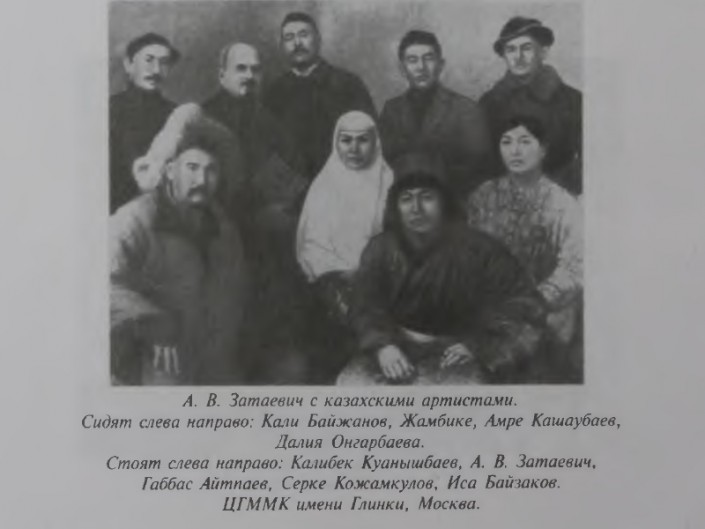 А. В. Затаевич с казахскими артистами.
Сидят слева направо: Кали Байжанов, Жамбике, Амре Кашаубаев,
Далия Онгарбаева.
Стоят слева направо: Калибек Куанышбаев, А. В. Затаевич,
Габбас Айтпаев, Серке Кожамкулов, Иса Байзаков.
ЦГММК имени Глинки, Москва.